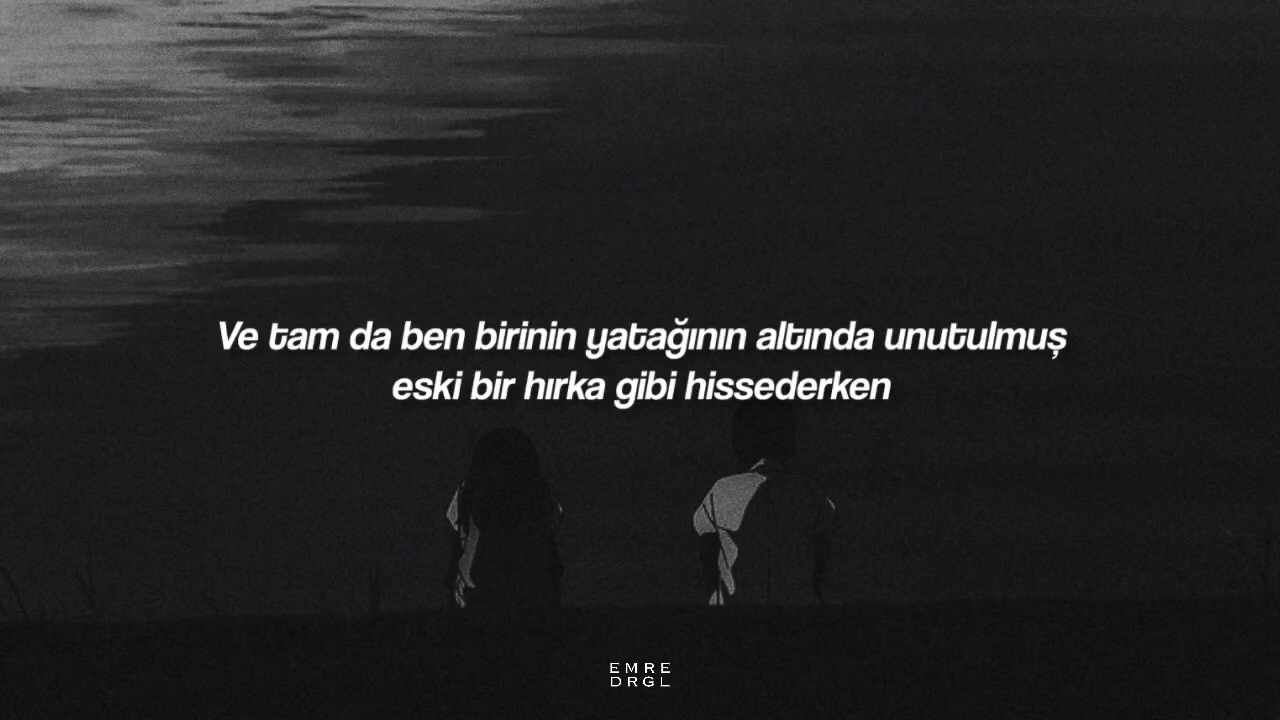 Ve tam da ben birinin yatağının altında unutulmuş
eski bir hırka gibi hissederken
EMRE
DRGL